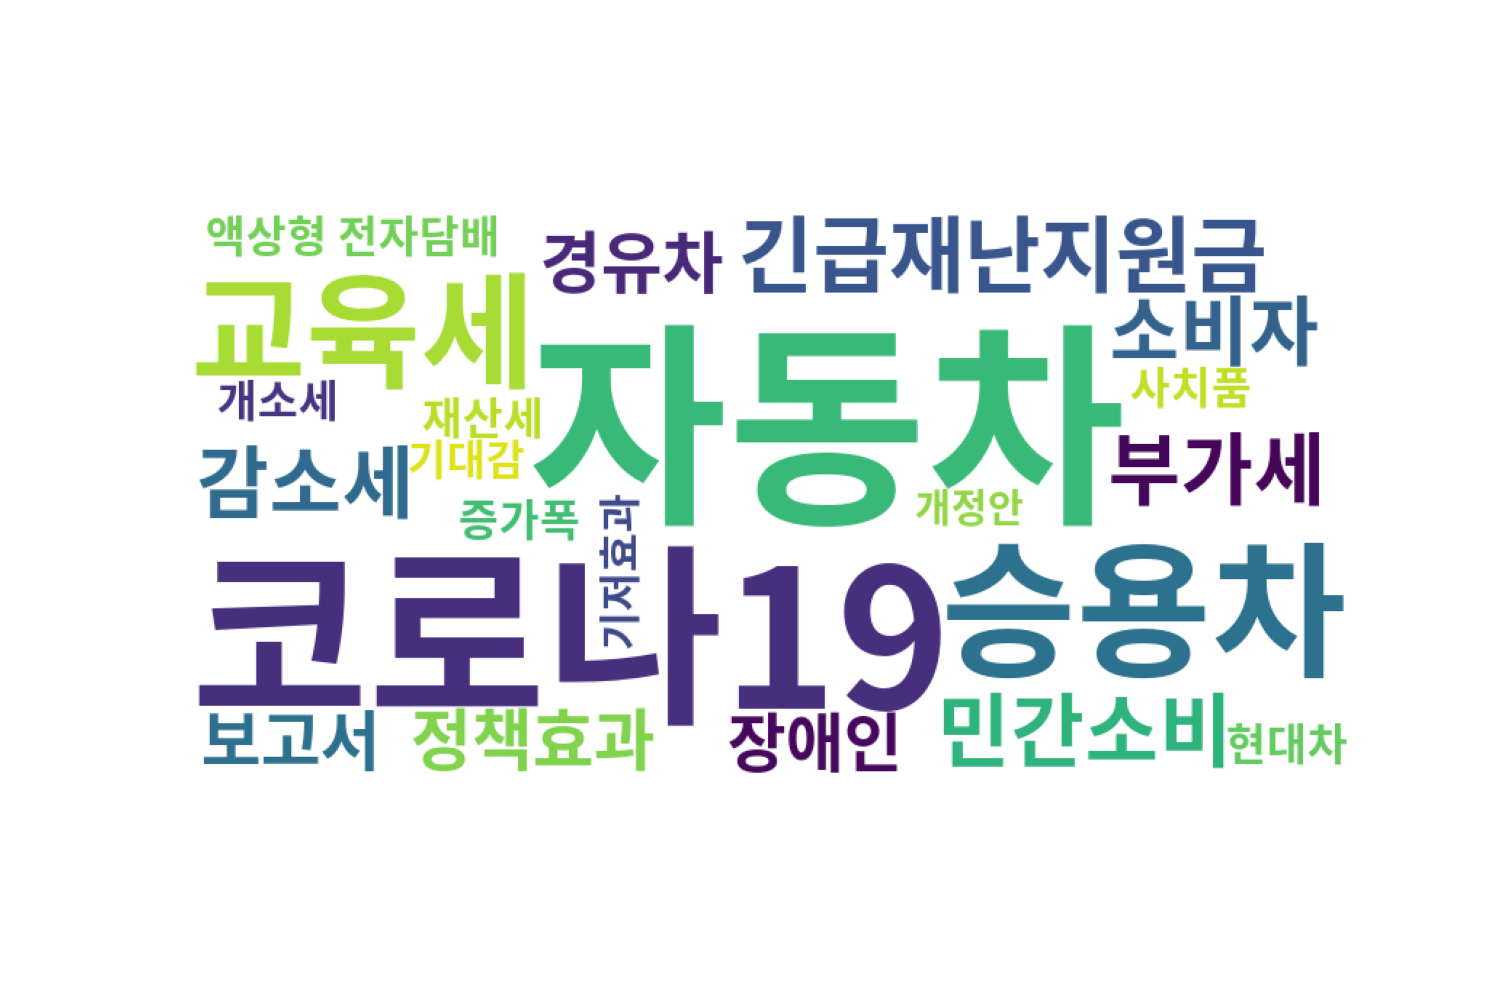 액상형 전자담배
경유차
긴급재난지원금
교육세
소비자
자동차
개소세
재산세
사치품
감소세
기대감
부가세
증가폭
기저효과
개정안
코로나19
승용차
보고서
정책효과
장애인
민간소비
현대차